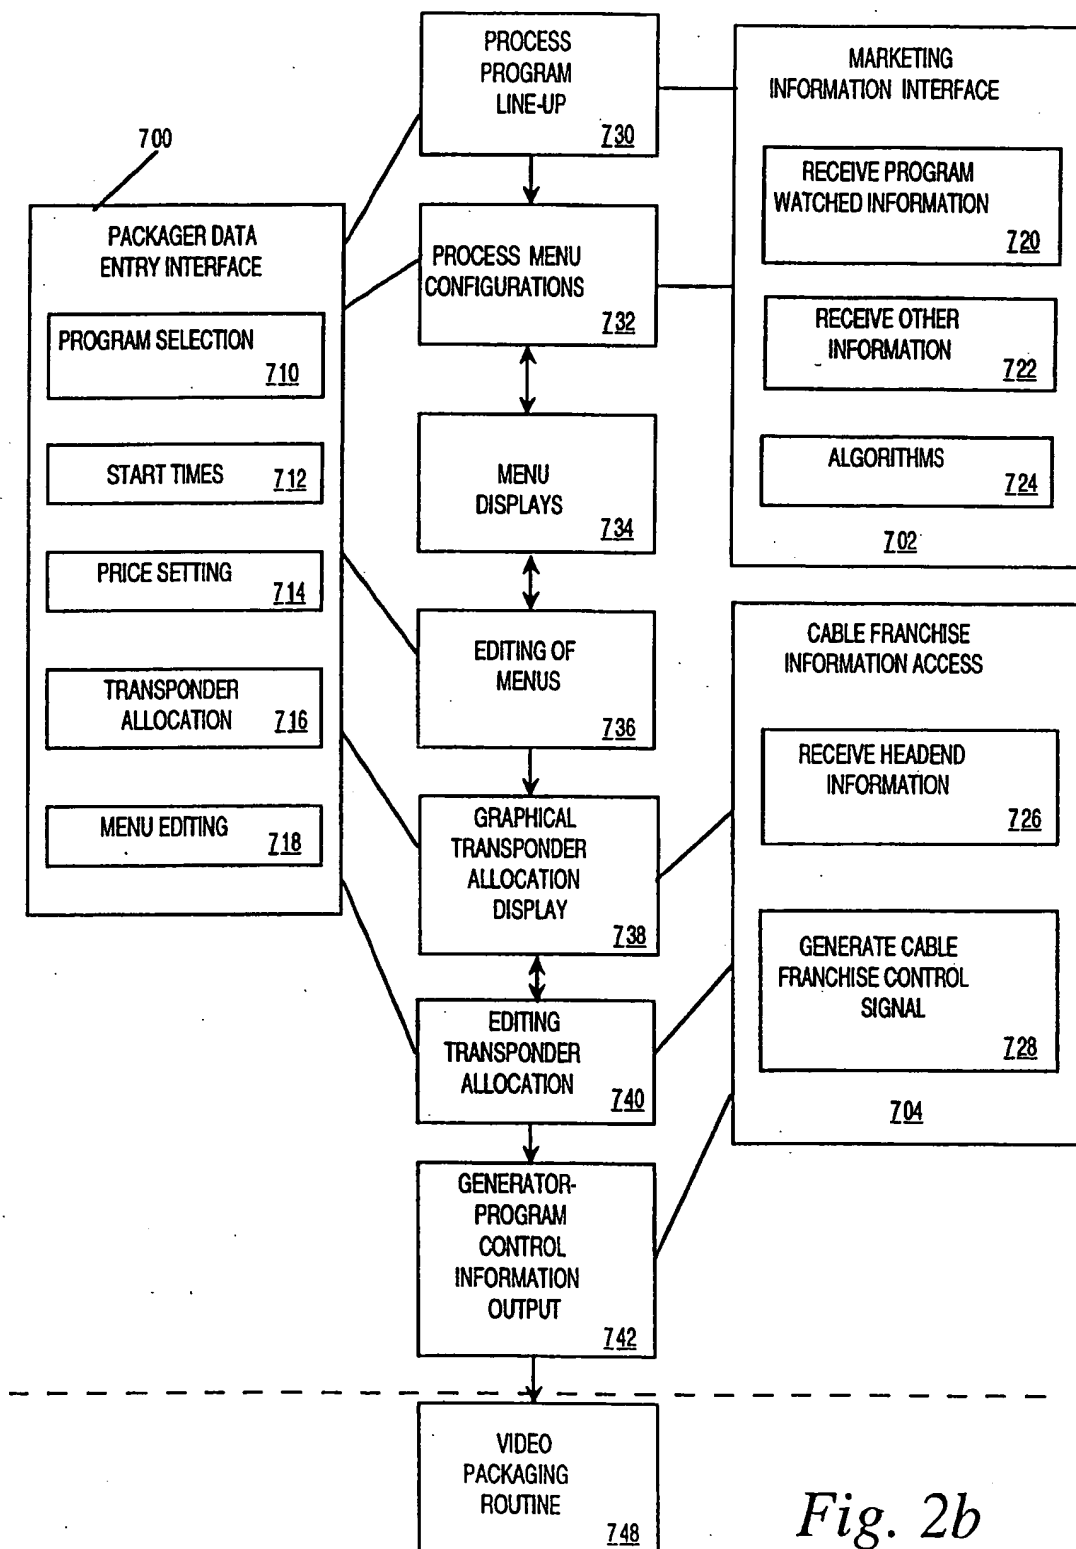 700
PACKAGER DATA
ENTRY INTERFACE
PROGRAM SELECTION
710
START TIMES 712
PRICE SETTING
714
TRANSPONDER
ALLOCATION 716
MENU EDITING
718
PROCESS
PROGRAM
LINE-UP
730
PROCESS MENU
CONFIGURATIONS
732
MENU
DISPLAYS
734
EDITING OF
MENUS
736
GRAPHICAL
TRANSPONDER
ALLOCATION
DISPLAY
738
EDITING
TRANSPONDER
ALLOCATION
740
GENERATOR-
PROGRAM
CONTROL
INFORMATION
OUTPUT
742
VIDEO
PACKAGING
ROUTINE
748
MARKETING
INFORMATION INTERFACE
RECEIVE PROGRAM
WATCHED INFORMATION
720
RECEIVE OTHER
INFORMATION
722
ALGORITHMS
724
702
CABLE FRANCHISE
INFORMATION ACCESS
RECEIVE HEADEND
INFORMATION
726
GENERATE CABLE
FRANCHISE CONTROL
SIGNAL
728
704
Fig. 2b